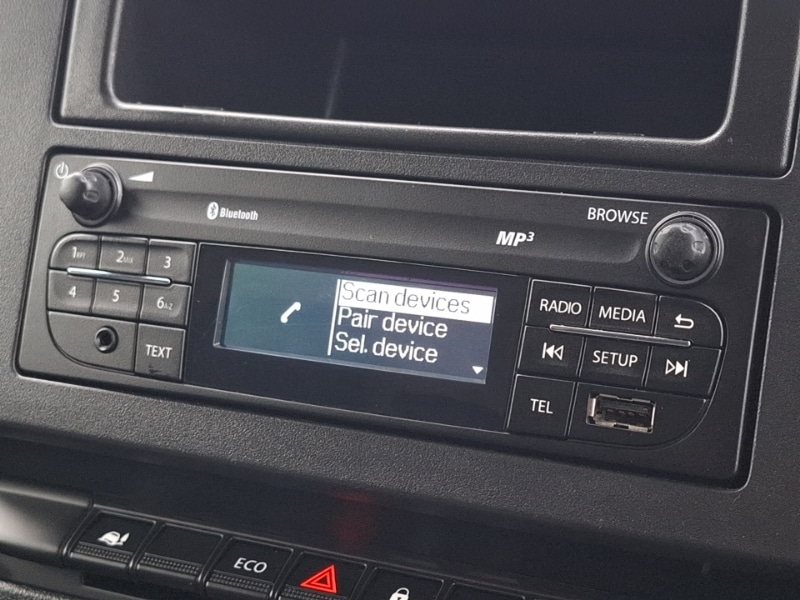 Bluetooth
MP3
BROWSE
1
2
3
4
5
6 A-Z
TEXT
Scan devices
Pair device
Sel. device
RADIO
MEDIA
SETUP
TEL
ECO